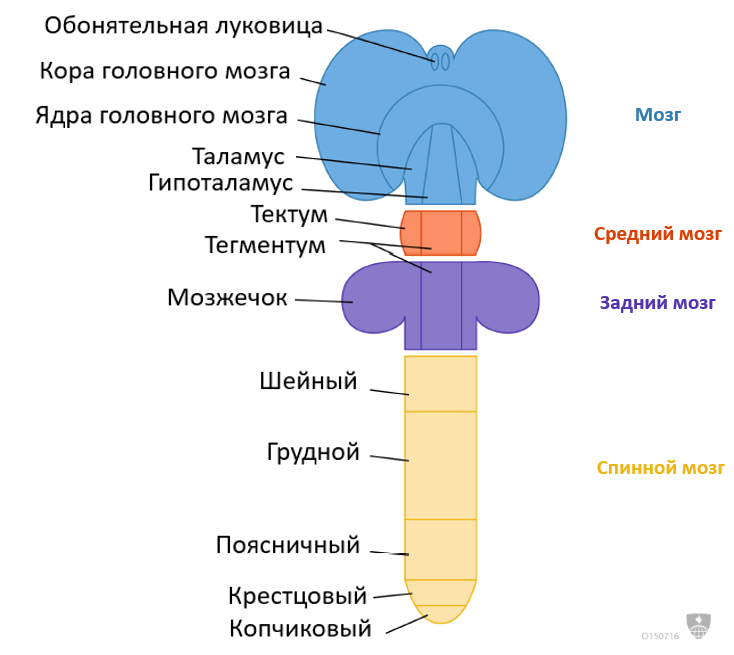 Обонятельная луковица
Кора головного мозга
Ядра головного мозга
Мозг
Таламус
Гипоталамус
Тектум
Средний мозг
Тегментум
Мозжечок
Задний мозг
Шейный
Грудной
Спинной мозг
Поясничный
Крестцовый
Копчиковый
O150716